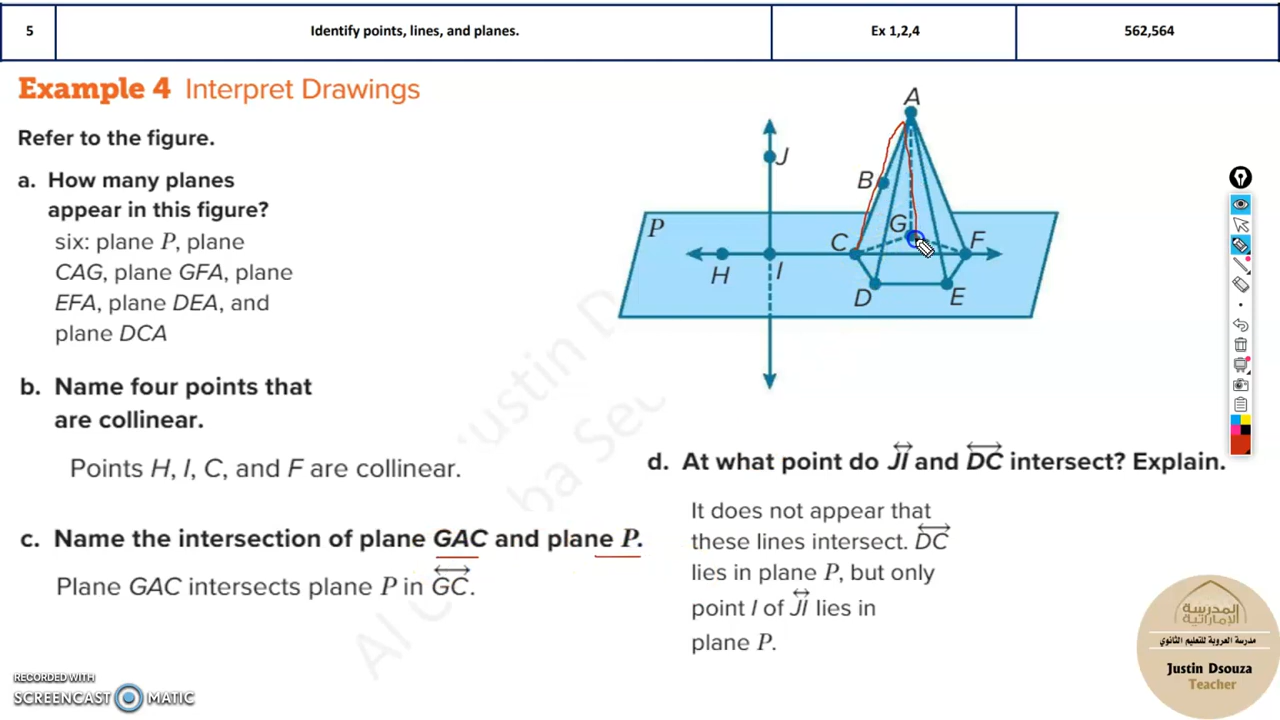 5
Identify points, lines, and planes.
Ex 1,2,4
562,564
Example 4 Interpret Drawings
Refer to the figure.
a. How many planes
appear in this figure?
six: plane P, plane
CAG, plane GFA, plane
EFA, plane DEA, and
plane DCA
b. Name four points that
are collinear.
Points H, I, C, and F are collinear.
c. Name the intersection of plane GAC and plane P.
Plane GAC intersects plane P in GC.
A
J
B
P
G
C
F
H
I
D
E
d. At what point do JI and DC intersect? Explain.
It does not appear that
these lines intersect. DC
lies in plane P, but only
point I of JI lies in
plane P.
المدرسة
الإماراتية
مدرسة العروبة للتعليم الثانوي
Justin Dsouza
Teacher
RECORDED WITH
SCREENCAST MATIC